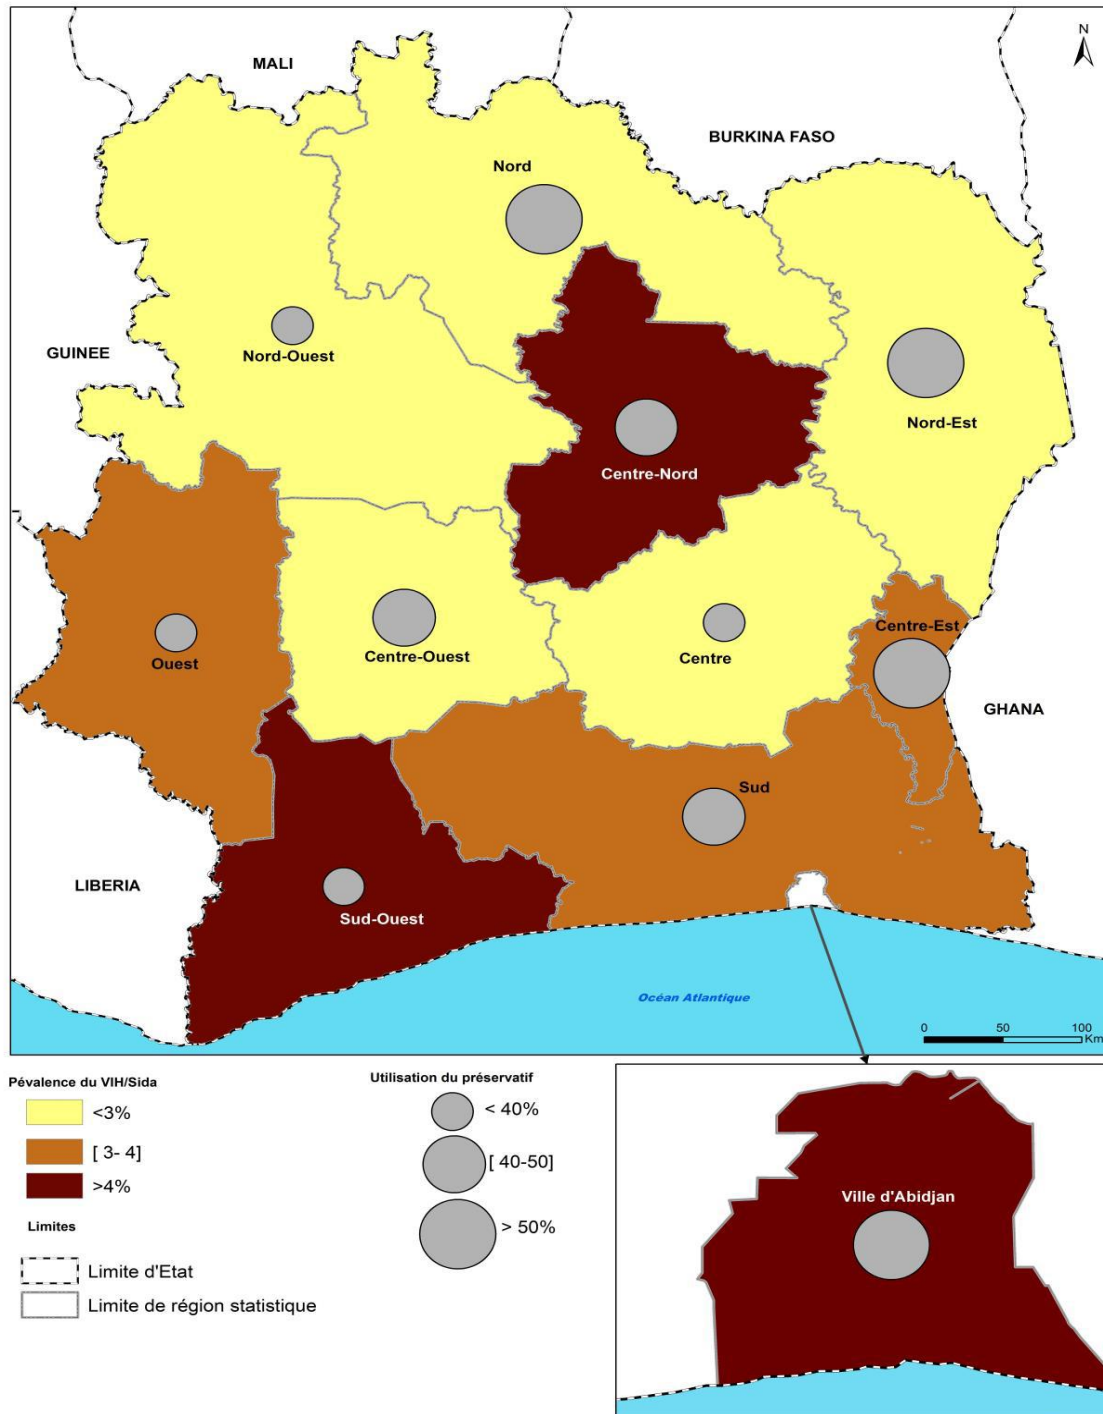 N
MALI
BURKINA FASO
Nord
Nord-Ouest
GUINEE
Nord-Est
Centre-Nord
Centre-Est
Ouest
Centre-Ouest
Centre
GHANA
Sud
LIBERIA
Sud-Ouest
Océan Atlantique
0 50 100
Km
Pévalence du VIH/Sida
<3%
[ 3- 4]
>4%
Limites
Limite d'Etat
Limite de région statistique
Utilisation du préservatif
< 40%
[ 40-50]
> 50%
Ville d'Abidjan